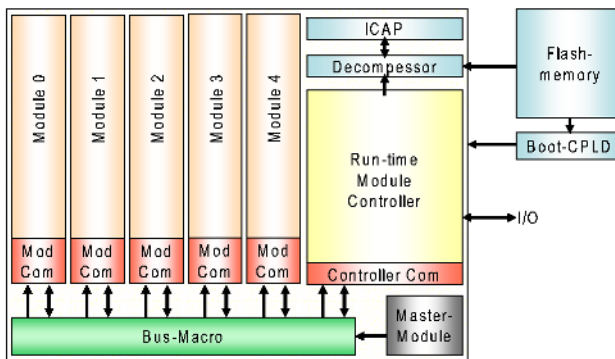 Module 0
Module 1
Module 2
Module 3
Module 4
ICAP
Decompessor
Flash-
memory
Boot-CPLD
Run-time
Module
Controller
I/O
Mod
Com
Mod
Com
Mod
Com
Mod
Com
Mod
Com
Controller Com
Bus-Macro
Master-
Module